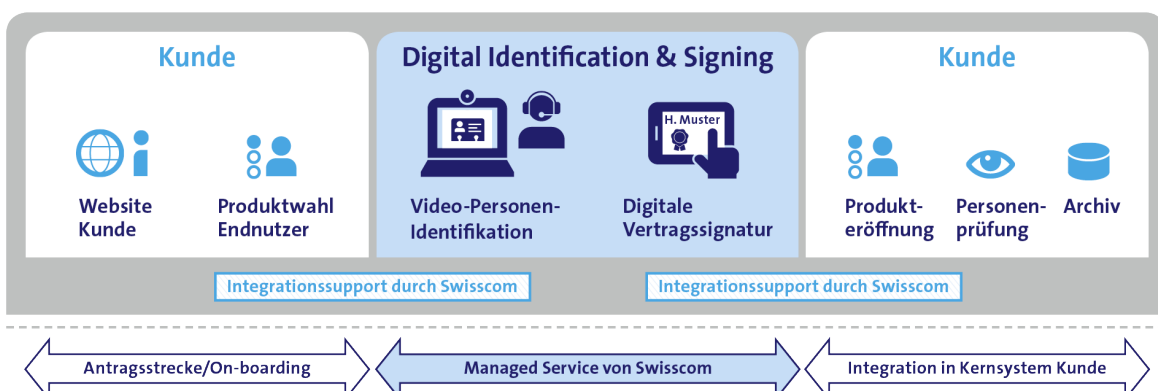 Kunde
Website
Kunde
Produktwahl
Endnutzer
Digital Identification & Signing
H. Muster
Video-Personen-
Identifikation
Digitale
Vertragssignatur
Kunde
Produkt-
eröffnung
Personen-
prüfung
Archiv
Integrationssupport durch Swisscom
Integrationssupport durch Swisscom
Antragsstrecke/On-boarding
Managed Service von Swisscom
Integration in Kernsystem Kunde